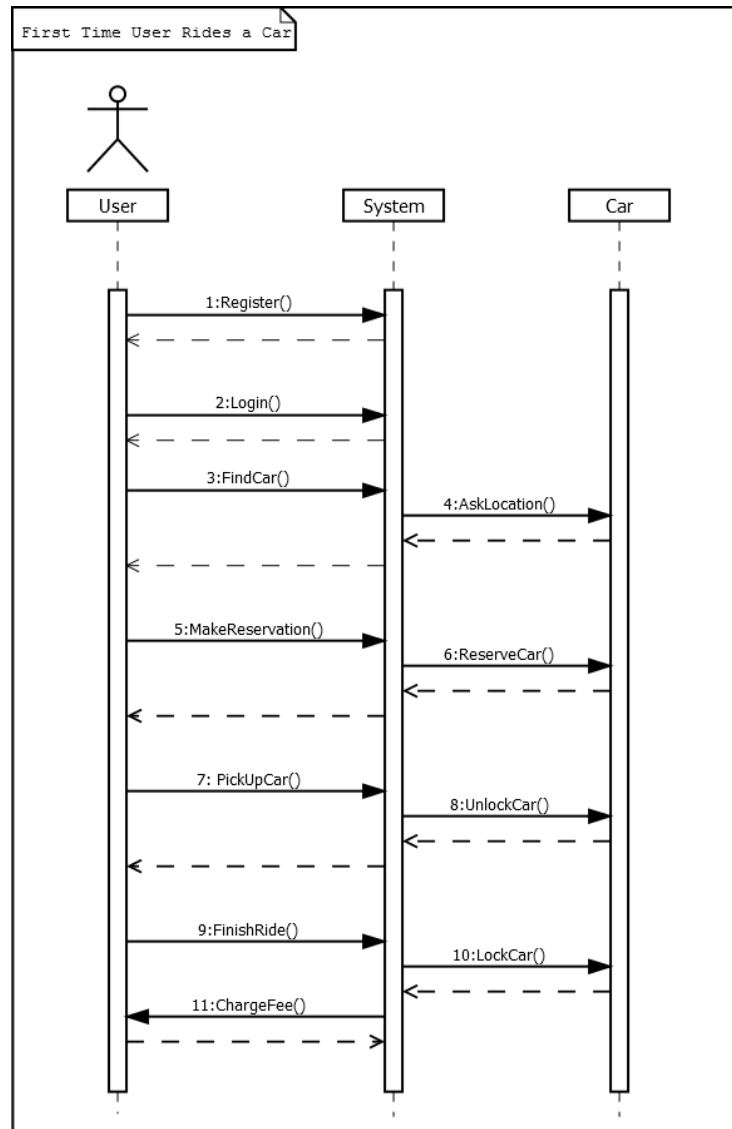 First Time User Rides a Car
User
System
Car
1:Register()
2:Login()
3:FindCar()
4:AskLocation()
5:MakeReservation()
6:ReserveCar()
7: PickUpCar()
8:UnlockCar()
9:FinishRide()
10:LockCar()
11:ChargeFee()